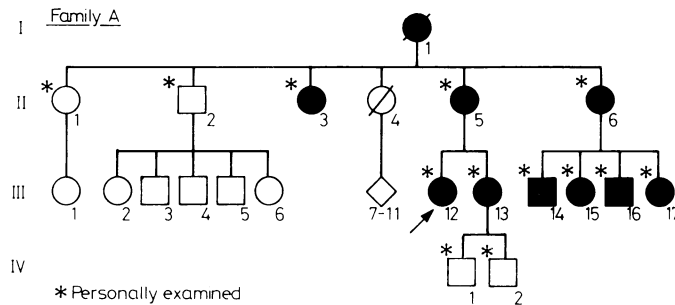 Family A
I
1
II
* 1 * 2 * 3 4 * 5 * 6
III
1 2 3 4 5 6 7-11 * 12 * 13 * 14 * 15 * 16 * 17
IV
* 1 * 2
* Personally examined